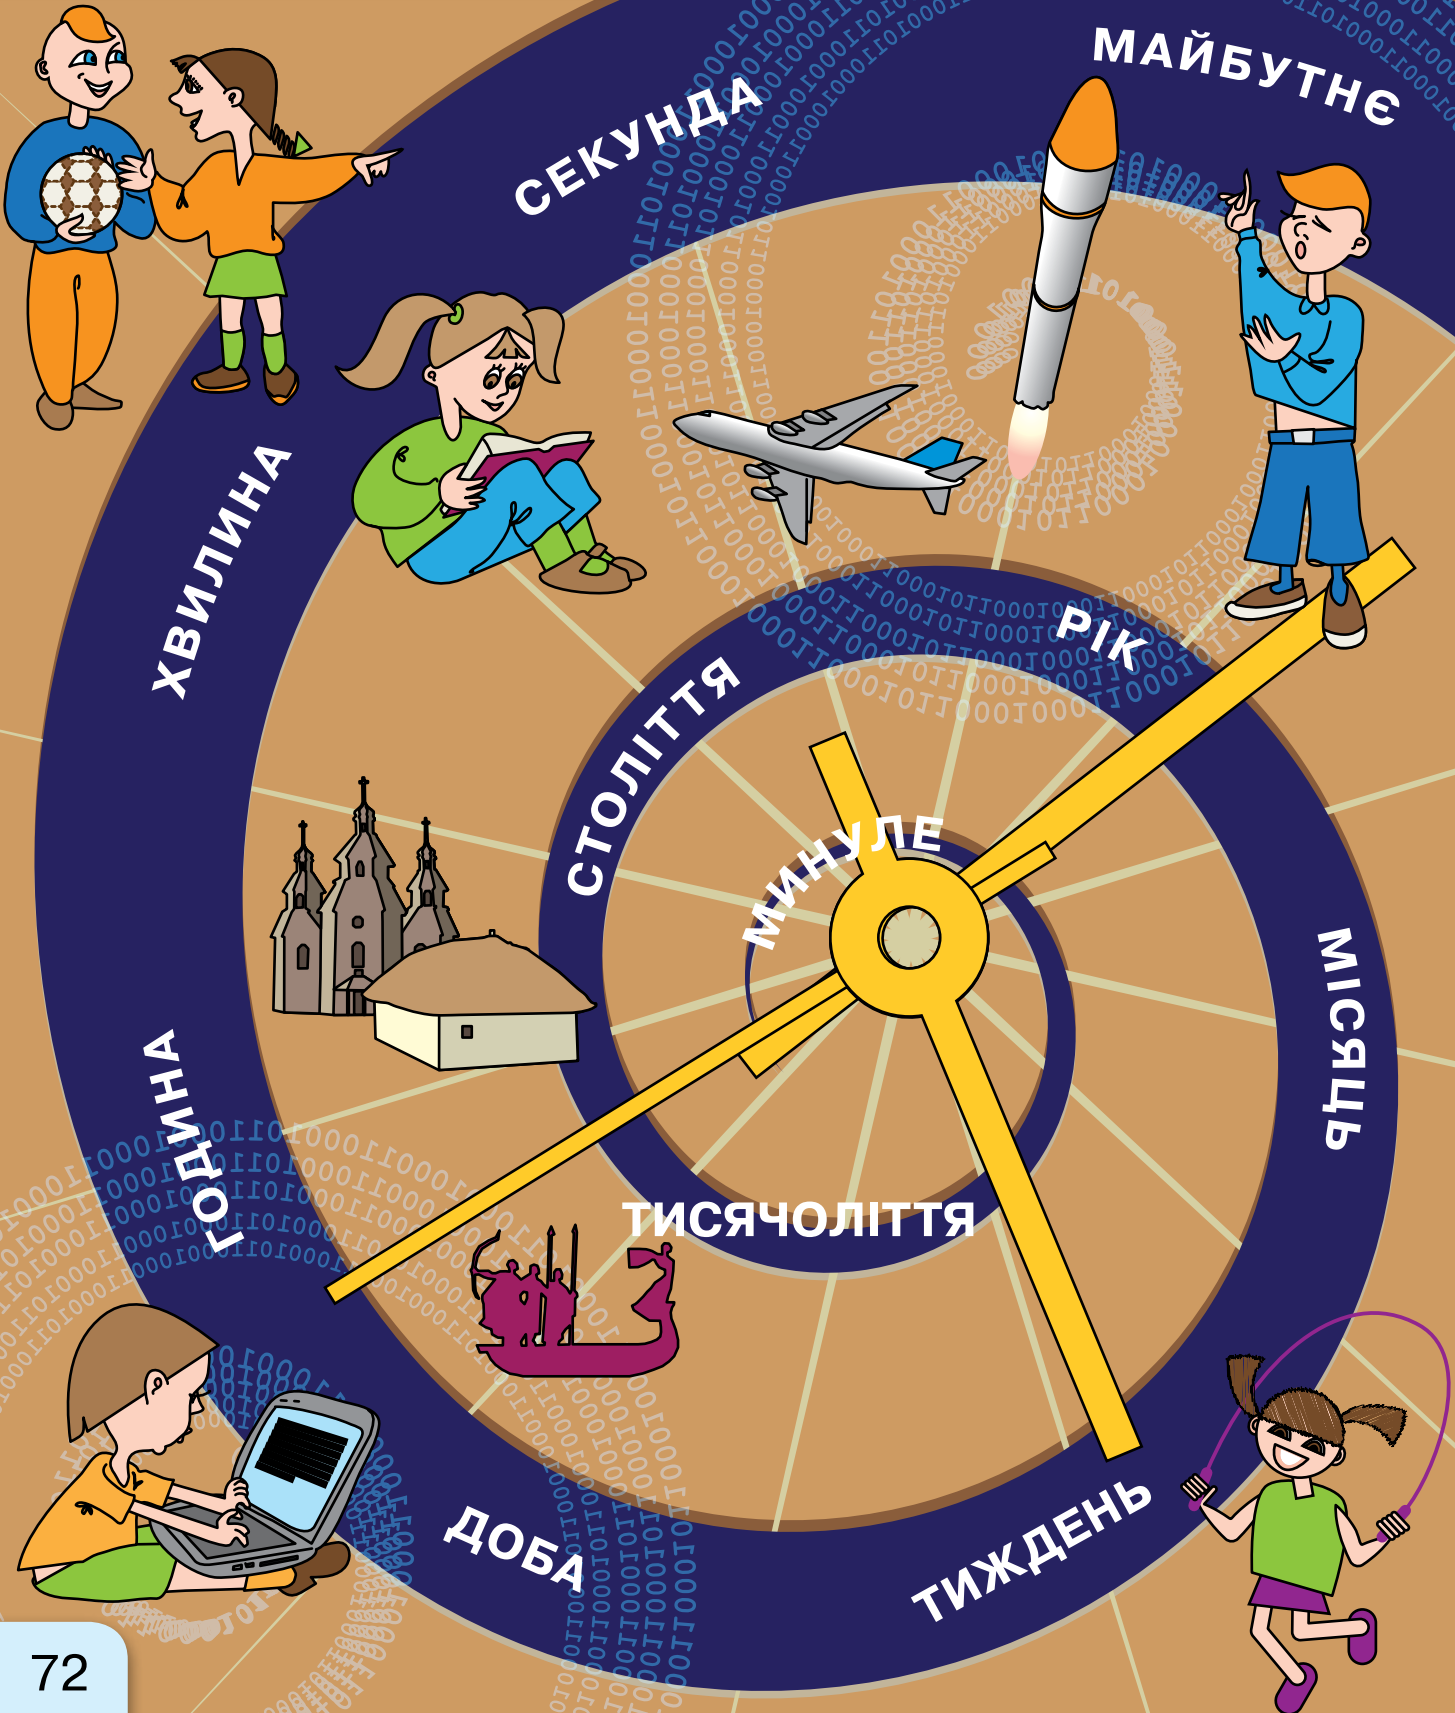 МАЙБУТНЄ
СЕКУНДА
ХВИЛИНА
ГОДИНА
ДОБА
ТИЖДЕНЬ
МІСЯЦЬ
РІК
СТОЛІТТЯ
ТИСЯЧОЛІТТЯ
МИНУЛЕ
72